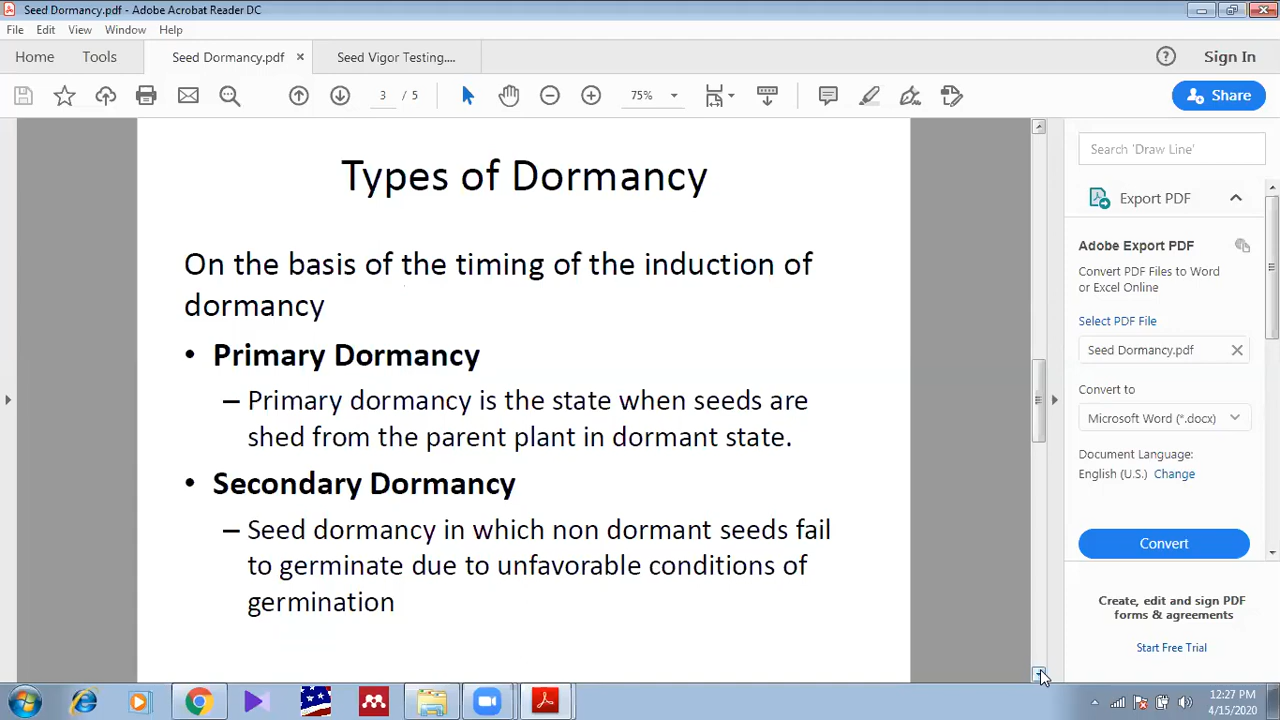 Seed Dormancy.pdf - Adobe Acrobat Reader DC
File Edit View Window Help
Home Tools Seed Dormancy.pdf × Seed Vigor Testing.... Sign In
3 / 5 75% Share
Types of Dormancy
On the basis of the timing of the induction of
dormancy
• Primary Dormancy
– Primary dormancy is the state when seeds are
shed from the parent plant in dormant state.
• Secondary Dormancy
– Seed dormancy in which non dormant seeds fail
to germinate due to unfavorable conditions of
germination
Search 'Draw Line'
Export PDF
Adobe Export PDF
Convert PDF Files to Word
or Excel Online
Select PDF File
Seed Dormancy.pdf
Convert to
Microsoft Word (*.docx)
Document Language:
English (U.S.) Change
Convert
Create, edit and sign PDF
forms & agreements
Start Free Trial
12:27 PM
4/15/2020